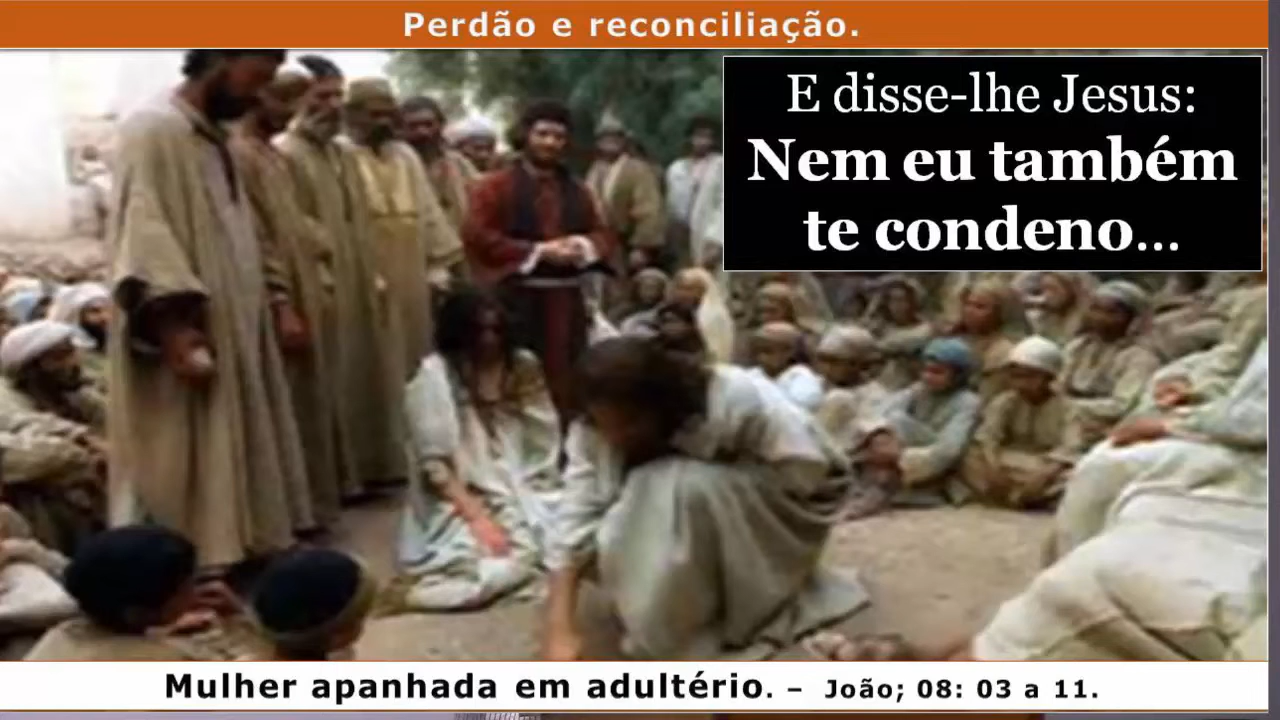 Perdão e reconciliação.
E disse-lhe Jesus:
Nem eu também
te condeno...
Mulher apanhada em adultério. – João; 08: 03 a 11.